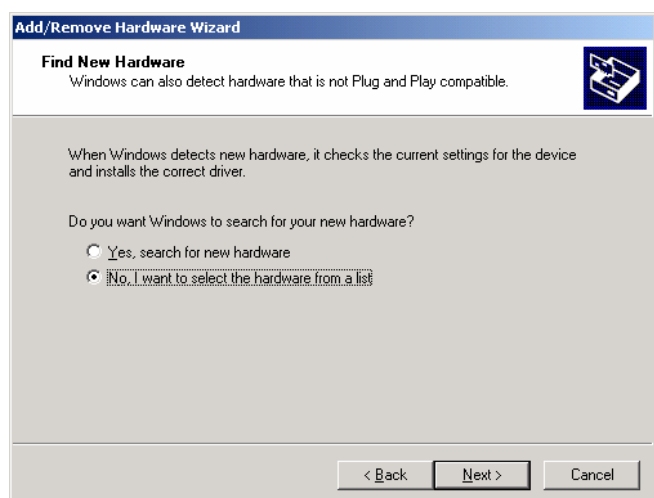 Add/Remove Hardware Wizard
Find New Hardware
Windows can also detect hardware that is not Plug and Play compatible.
When Windows detects new hardware, it checks the current settings for the device
and installs the correct driver.
Do you want Windows to search for your new hardware?
Yes, search for new hardware
No, I want to select the hardware from a list
< Back
Next >
Cancel